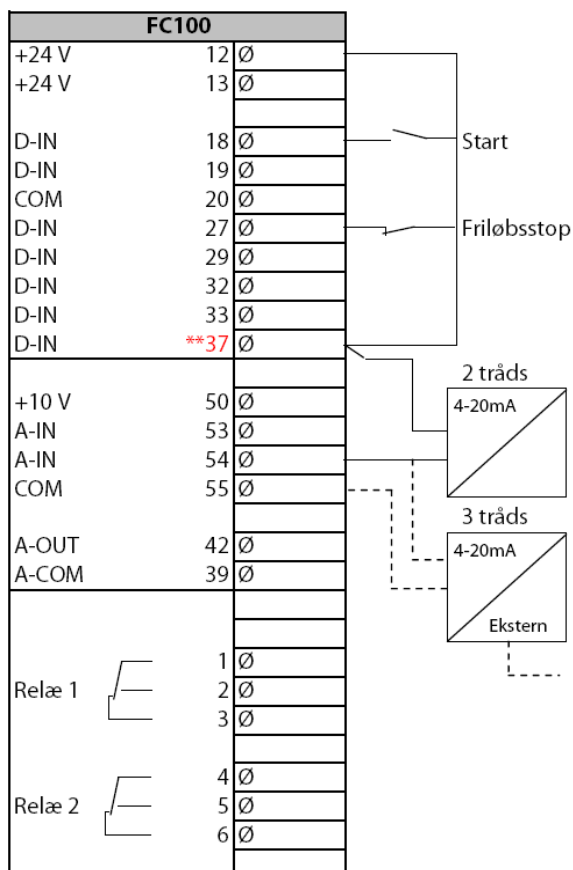 FC100
+24 V 12 Ø
+24 V 13 Ø
D-IN 18 Ø Start
D-IN 19 Ø
COM 20 Ø
D-IN 27 Ø Friløbsstop
D-IN 29 Ø
D-IN 32 Ø
D-IN 33 Ø
D-IN **37 Ø
2 tråds
4-20mA
+10 V 50 Ø
A-IN 53 Ø
A-IN 54 Ø
COM 55 Ø
3 tråds
4-20mA
Ekstern
A-OUT 42 Ø
A-COM 39 Ø
1 Ø
Relæ 1 2 Ø
3 Ø
4 Ø
Relæ 2 5 Ø
6 Ø